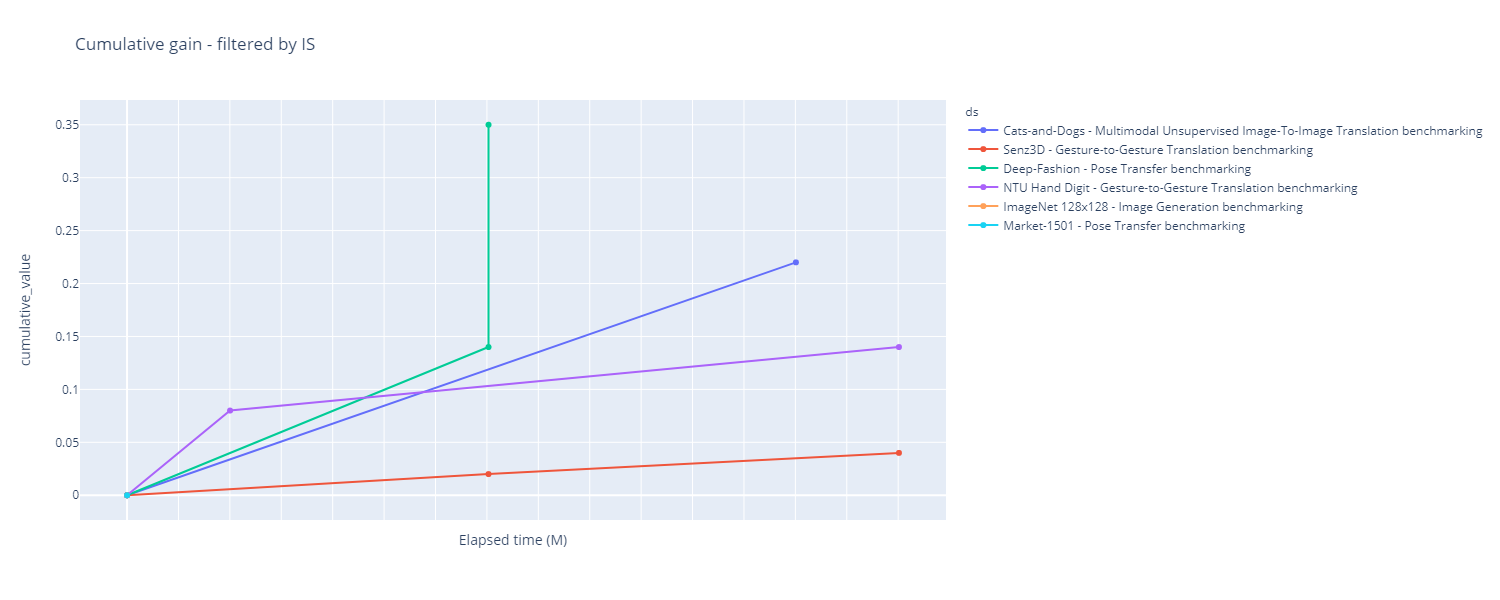 Cumulative gain - filtered by IS
0.35
0.3
0.25
0.2
0.15
0.1
0.05
0
cumulative_value
Elapsed time (M)
ds
Cats-and-Dogs - Multimodal Unsupervised Image-To-Image Translation benchmarking
Senz3D - Gesture-to-Gesture Translation benchmarking
Deep-Fashion - Pose Transfer benchmarking
NTU Hand Digit - Gesture-to-Gesture Translation benchmarking
ImageNet 128x128 - Image Generation benchmarking
Market-1501 - Pose Transfer benchmarking